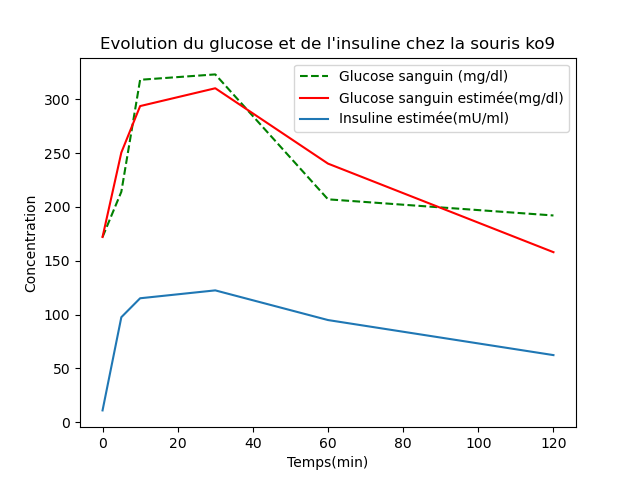 Evolution du glucose et de l'insuline chez la souris ko9
Glucose sanguin (mg/dl)
Glucose sanguin estimée(mg/dl)
Insuline estimée(mU/ml)
Concentration
300
250
200
150
100
50
0
0 20 40 60 80 100 120
Temps(min)